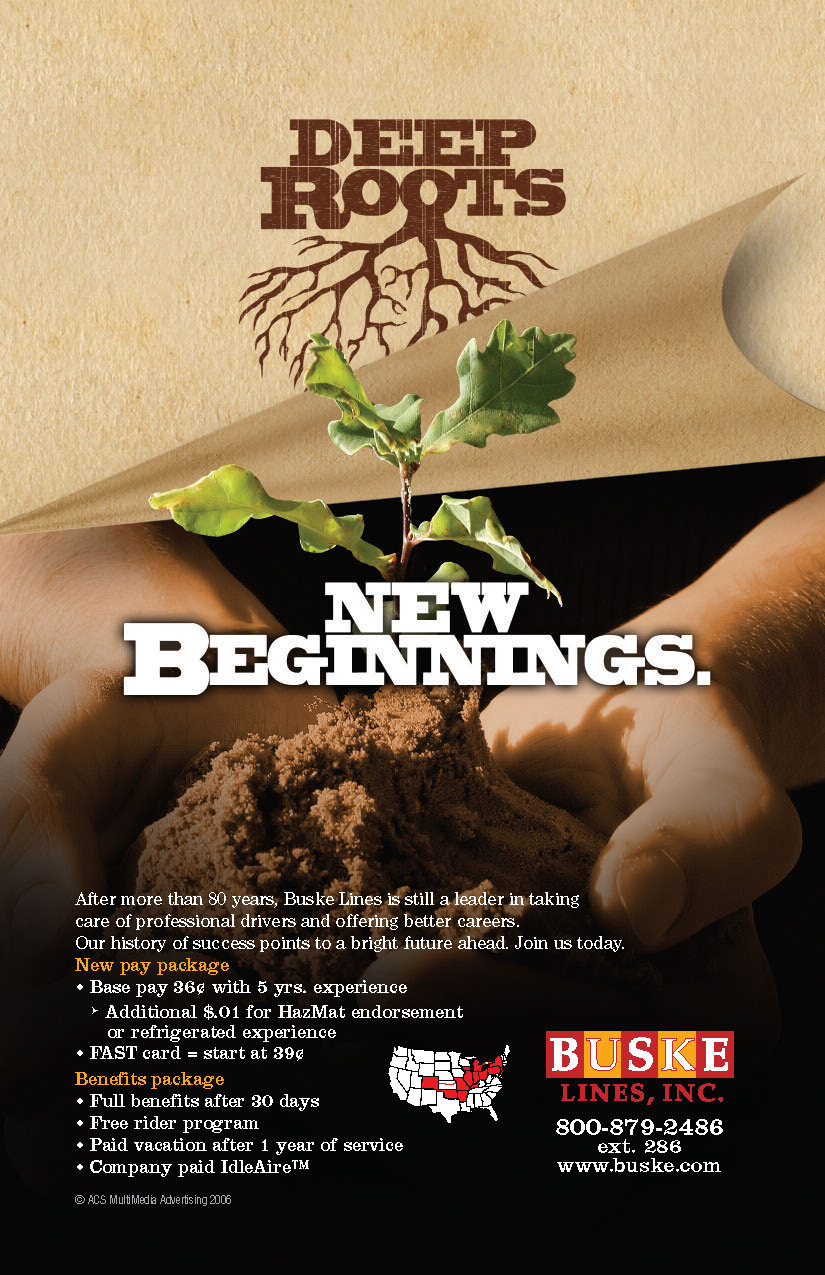 DEEP
ROOTS
NEW
BEGINNINGS.
After more than 80 years, Buske Lines is still a leader in taking
care of professional drivers and offering better careers.
Our history of success points to a bright future ahead. Join us today.
New pay package
• Base pay 36¢ with 5 yrs. experience
➢ Additional $.01 for HazMat endorsement
or refrigerated experience
• FAST card = start at 39¢
Benefits package
• Full benefits after 30 days
• Free rider program
• Paid vacation after 1 year of service
• Company paid IdleAire™
BUSKE
LINES, INC.
800-879-2486
ext. 286
www.buske.com
© ACS MultiMedia Advertising 2006